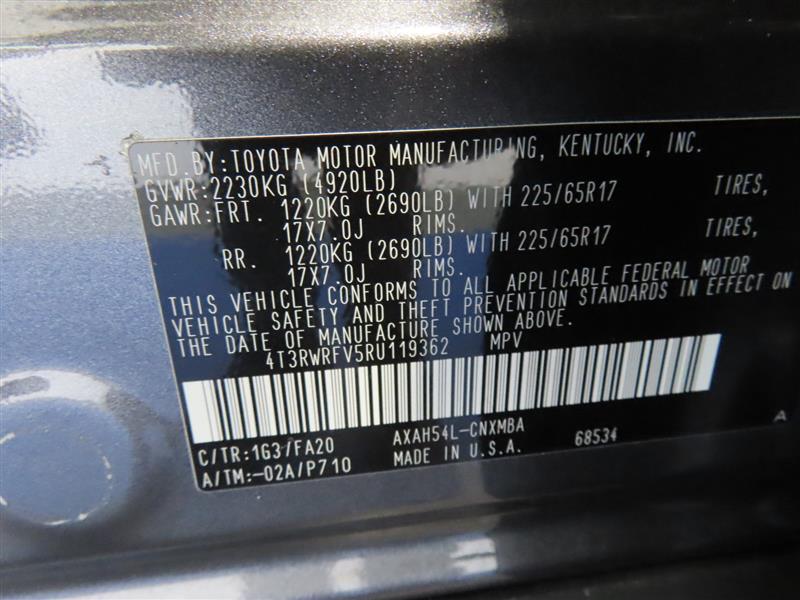 MFD.BY:TOYOTA MOTOR MANUFACTURING, KENTUCKY, INC.
GVWR:2230KG (4920LB)
GAWR:FRT. 1220KG (2690LB) WITH 225/65R17 TIRES,
17X7.0J RIMS.
RR. 1220KG (2690LB) WITH 225/65R17 TIRES,
17X7.0J RIMS.
THIS VEHICLE CONFORMS TO ALL APPLICABLE FEDERAL MOTOR
VEHICLE SAFETY AND THEFT PREVENTION STANDARDS IN EFFECT ON
THE DATE OF MANUFACTURE SHOWN ABOVE.
4T3RWRFV5RU119362 MPV
C/TR:1G3/FA20 AXAH54L-CNXMBA 68534 A
A/TM:-02A/P710 MADE IN U.S.A.